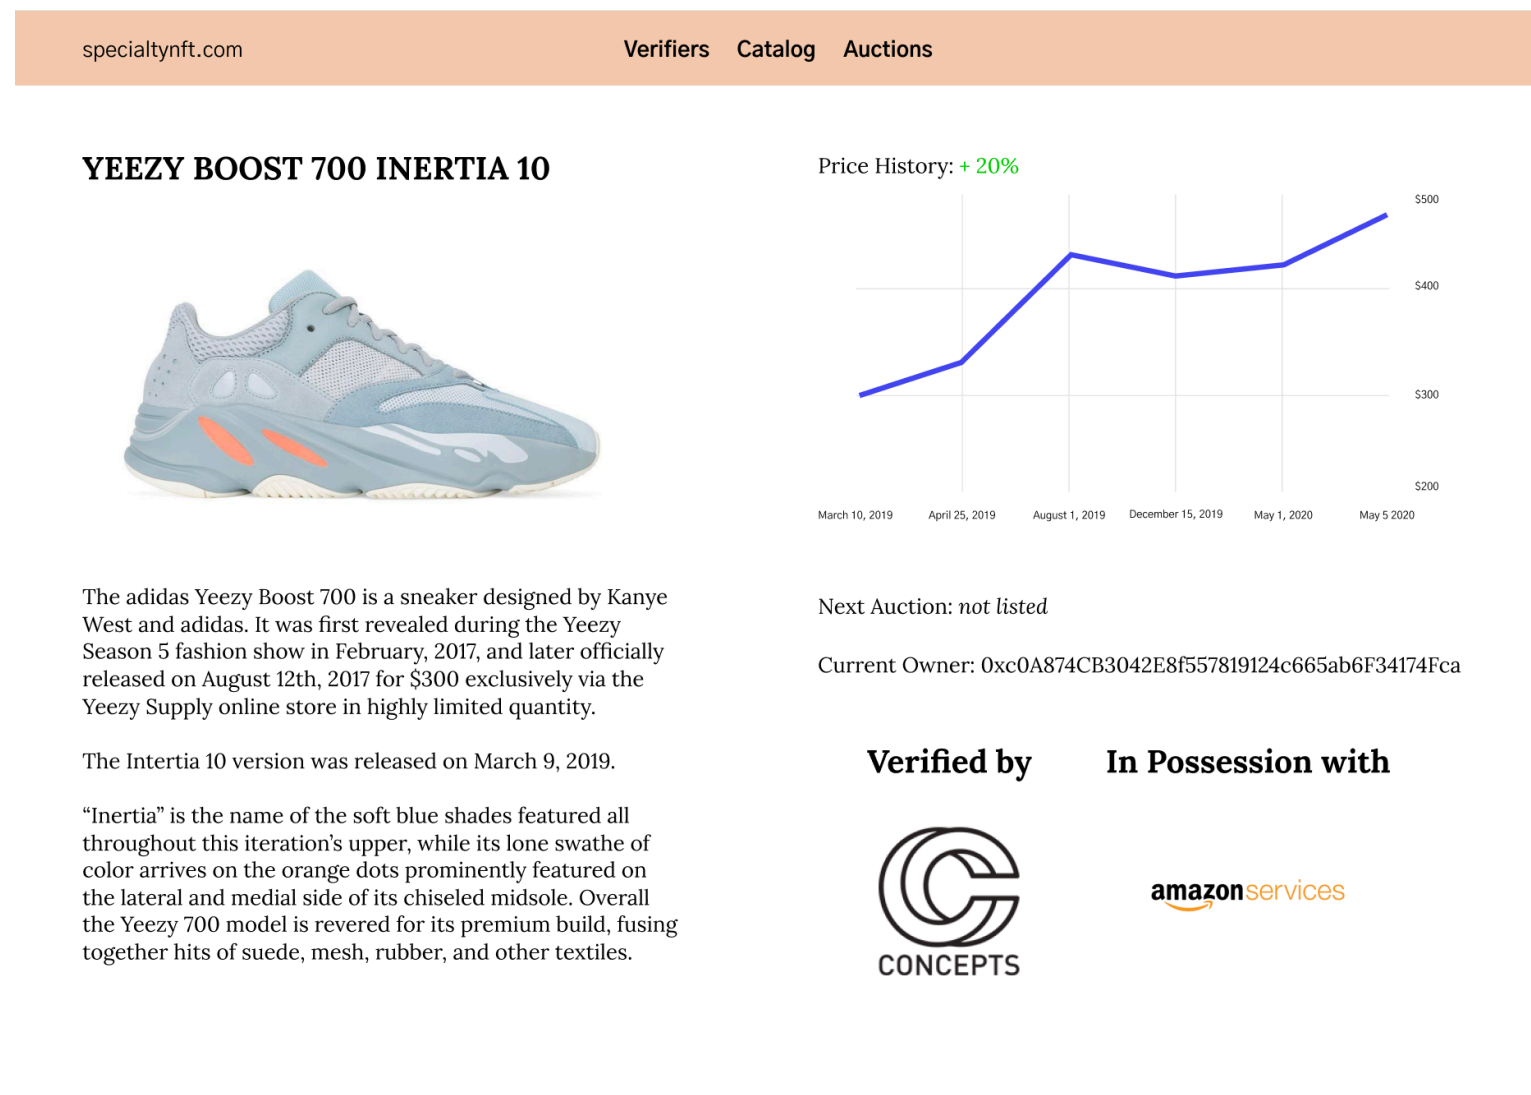 specialtynft.com
Verifiers Catalog Auctions
YEEZY BOOST 700 INERTIA 10
The adidas Yeezy Boost 700 is a sneaker designed by Kanye
West and adidas. It was first revealed during the Yeezy
Season 5 fashion show in February, 2017, and later officially
released on August 12th, 2017 for $300 exclusively via the
Yeezy Supply online store in highly limited quantity.
The Intertia 10 version was released on March 9, 2019.
“Inertia” is the name of the soft blue shades featured all
throughout this iteration’s upper, while its lone swathe of
color arrives on the orange dots prominently featured on
the lateral and medial side of its chiseled midsole. Overall
the Yeezy 700 model is revered for its premium build, fusing
together hits of suede, mesh, rubber, and other textiles.
Price History: + 20%
$500
$400
$300
$200
March 10, 2019 April 25, 2019 August 1, 2019 December 15, 2019 May 1, 2020 May 5 2020
Next Auction: not listed
Current Owner: 0xc0A874CB3042E8f557819124c665ab6F34174Fca
Verified by
CONCEPTS
In Possession with
amazonservices